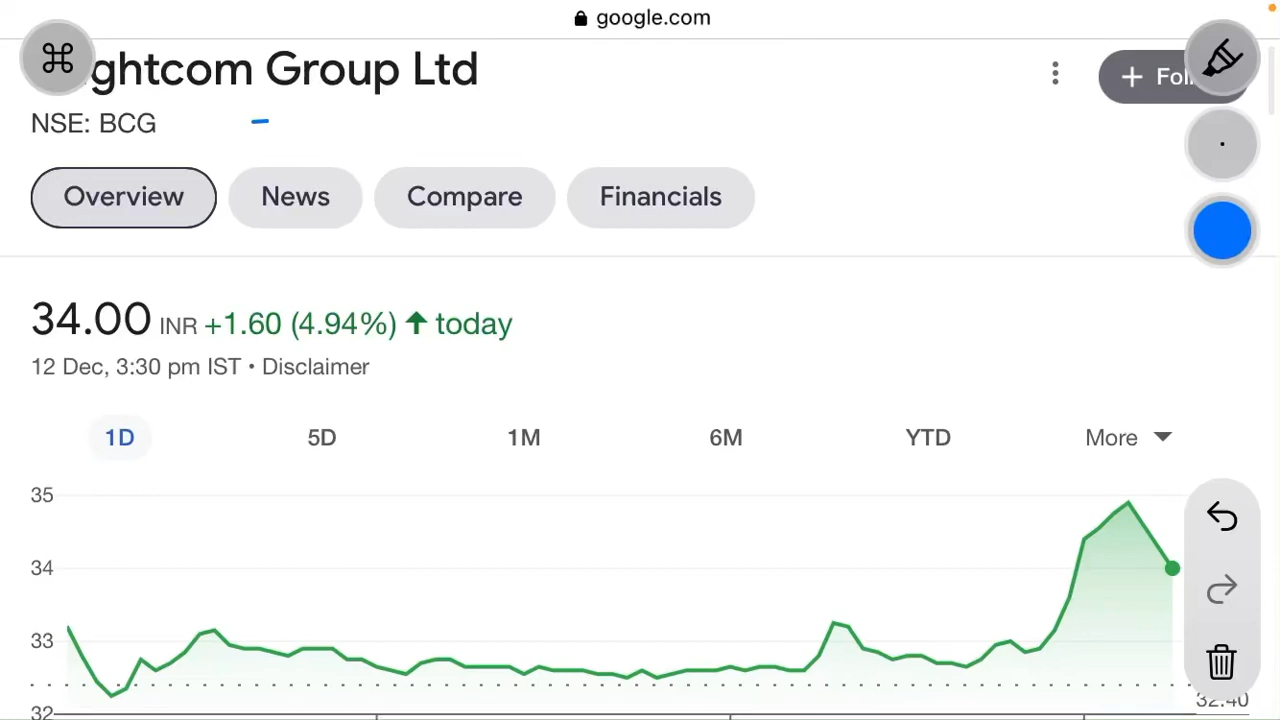 google.com
ghtcom Group Ltd
NSE: BCG
Overview News Compare Financials
34.00 INR +1.60 (4.94%) today
12 Dec, 3:30 pm IST • Disclaimer
1D 5D 1M 6M YTD More
35
34
33
32
32.40